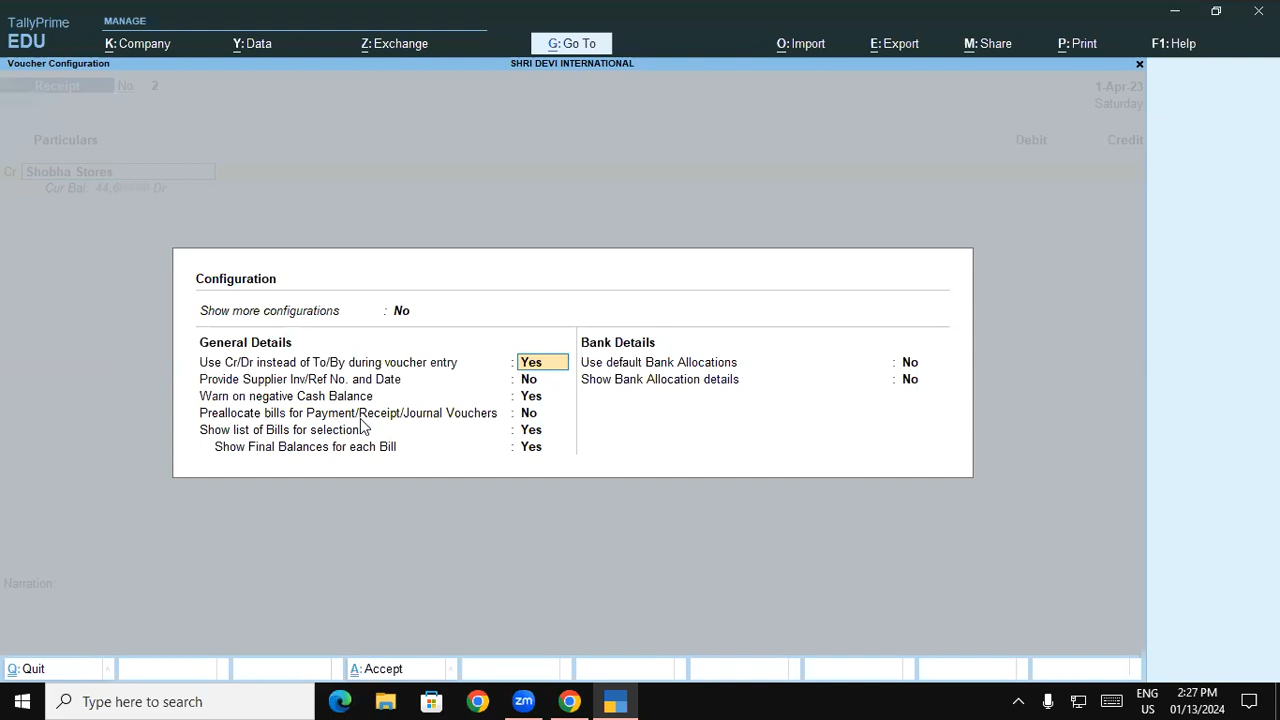 TallyPrime
EDU
MANAGE
K: Company
Y: Data
Z: Exchange
G: Go To
O: Import
E: Export
M: Share
P: Print
F1: Help
Voucher Configuration
SHRI DEVI INTERNATIONAL
Receipt No. 2
1-Apr-23
Saturday
Particulars
Debit
Credit
Cr Shobha Stores
Cur Bal: Dr
Configuration
Show more configurations : No
General Details
Use Cr/Dr instead of To/By during voucher entry : Yes
Provide Supplier Inv/Ref No. and Date : No
Warn on negative Cash Balance : Yes
Preallocate bills for Payment/Receipt/Journal Vouchers : No
Show list of Bills for selection : Yes
Show Final Balances for each Bill : Yes
Bank Details
Use default Bank Allocations : No
Show Bank Allocation details : No
Narration
Q: Quit
A: Accept
Type here to search
zm
ENG
US
2:27 PM
01/13/2024